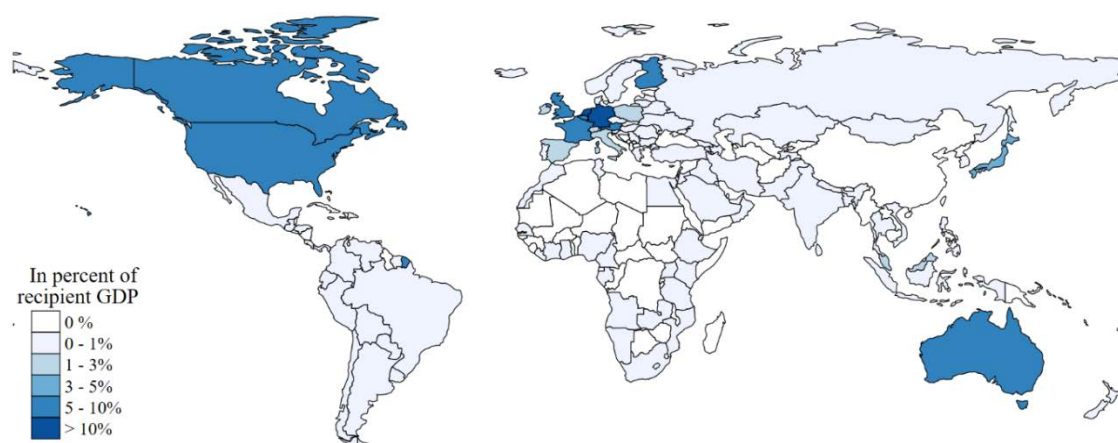 In percent of
recipient GDP
0 %
0 - 1%
1 - 3%
3 - 5%
5 - 10%
> 10%